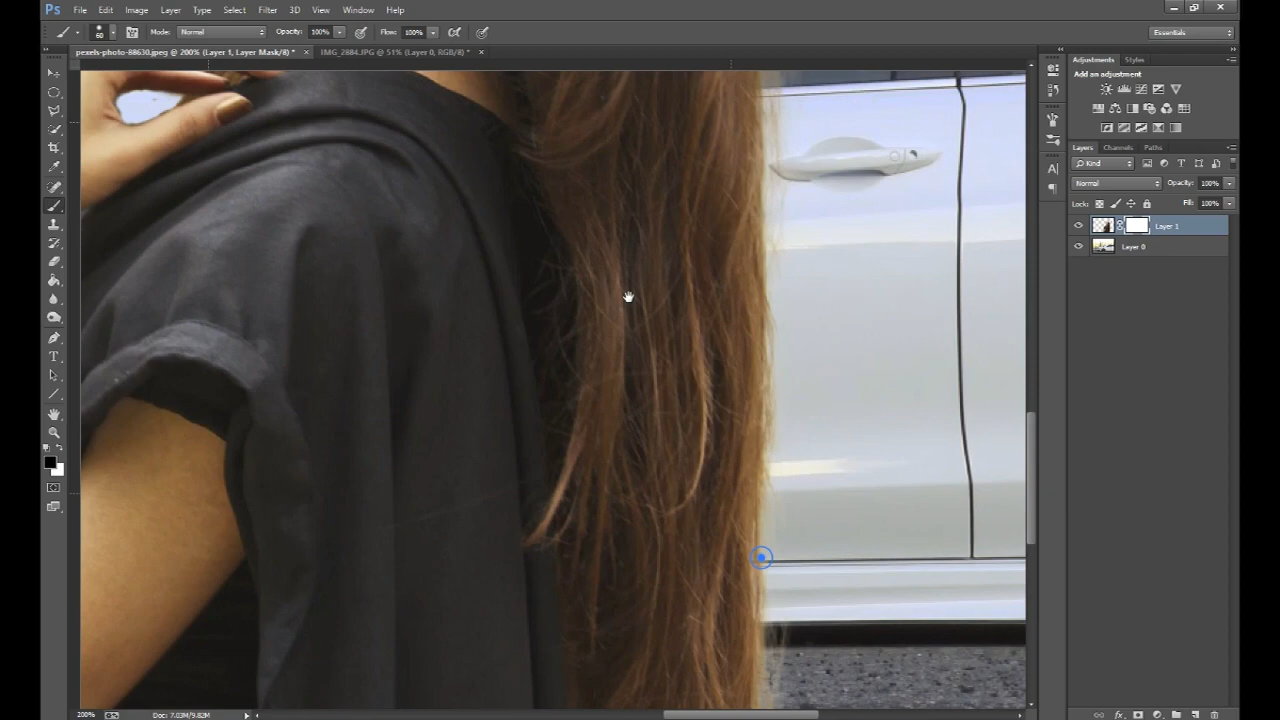 Ps File Edit Image Layer Type Select Filter 3D View Window Help
60 Mode: Normal Opacity: 100% Flow: 100% Essentials
pexels-photo-88630.jpeg @ 200% (Layer 1, Layer Mask/8) * × IMG_2884.JPG @ 51% (Layer 0, RGB/8) * ×
Adjustments Styles
Add an adjustment
Layers Channels Paths
Kind
Normal Opacity: 100%
Lock: Fill: 100%
Layer 1
Layer 0
200% Doc: 7.03M/9.82M